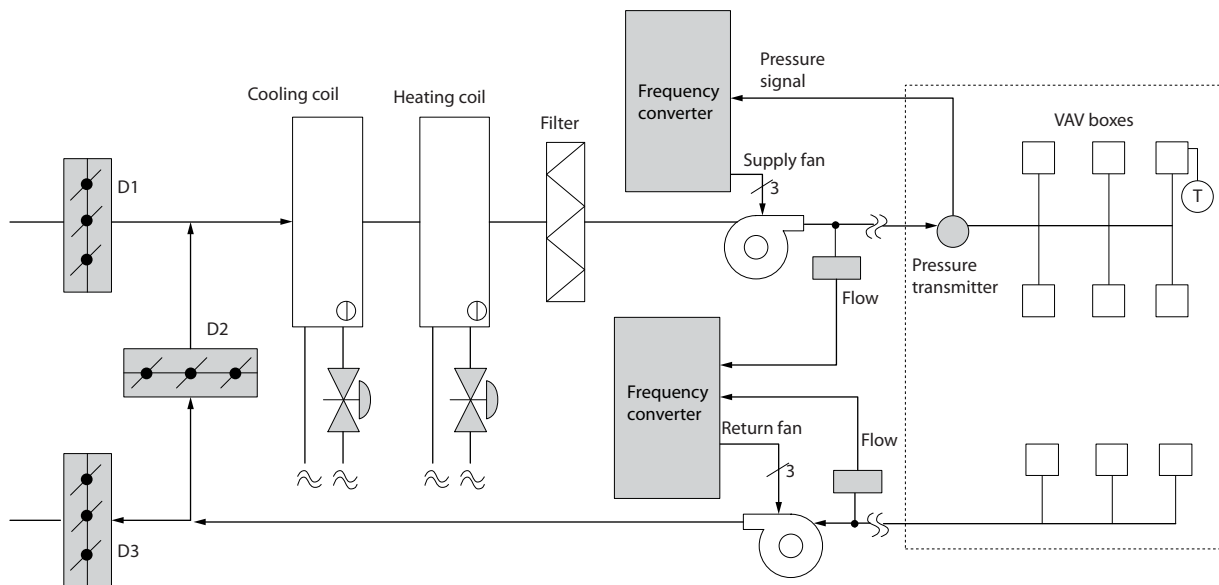 Cooling coil
Heating coil
Filter
Frequency
converter
Pressure
signal
VAV boxes
Supply fan
3
D1
T
Pressure
transmitter
Flow
D2
Frequency
converter
Return fan
3
Flow
D3